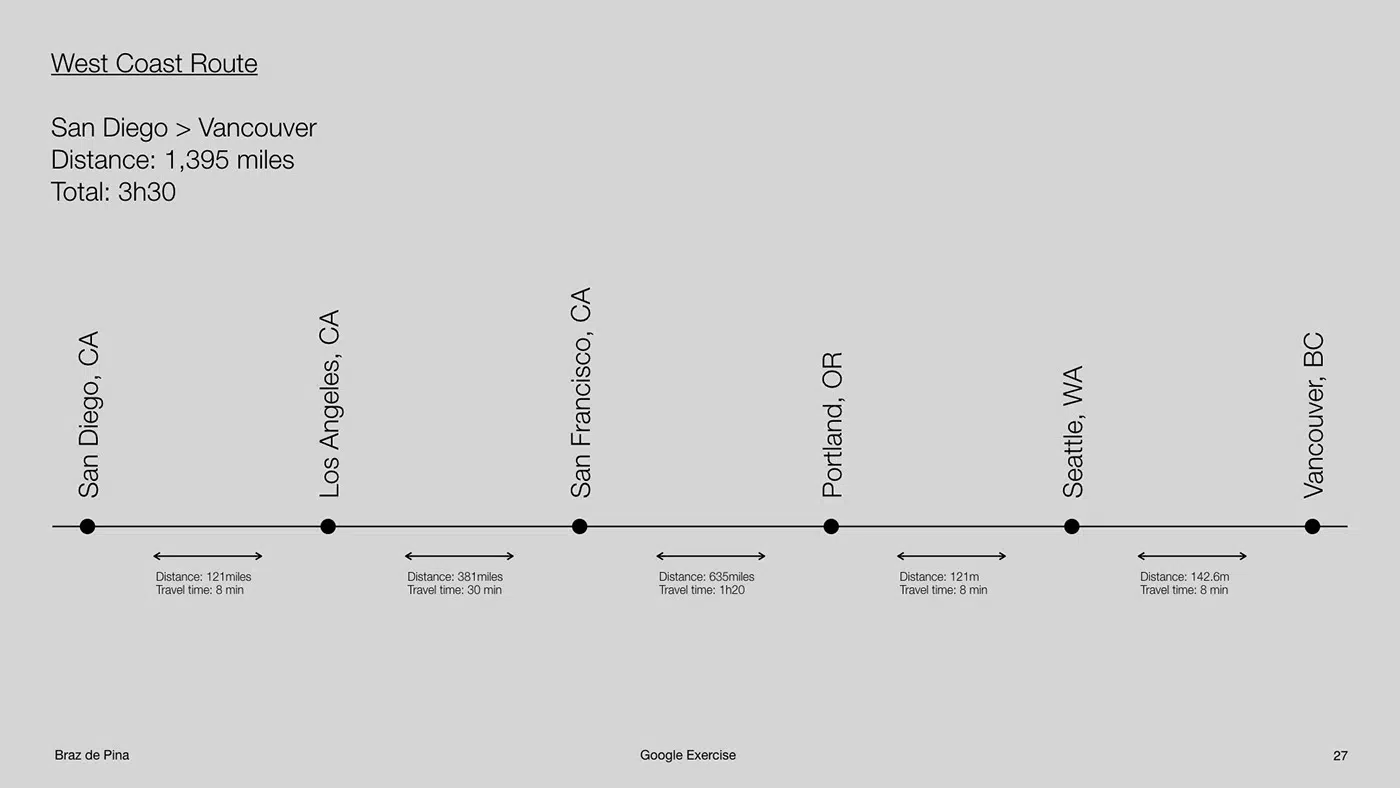 West Coast Route
San Diego > Vancouver
Distance: 1,395 miles
Total: 3h30
San Diego, CA
Los Angeles, CA
San Francisco, CA
Portland, OR
Seattle, WA
Vancouver, BC
Distance: 121miles
Travel time: 8 min
Distance: 381miles
Travel time: 30 min
Distance: 635miles
Travel time: 1h20
Distance: 121m
Travel time: 8 min
Distance: 142.6m
Travel time: 8 min
Braz de Pina
Google Exercise
27